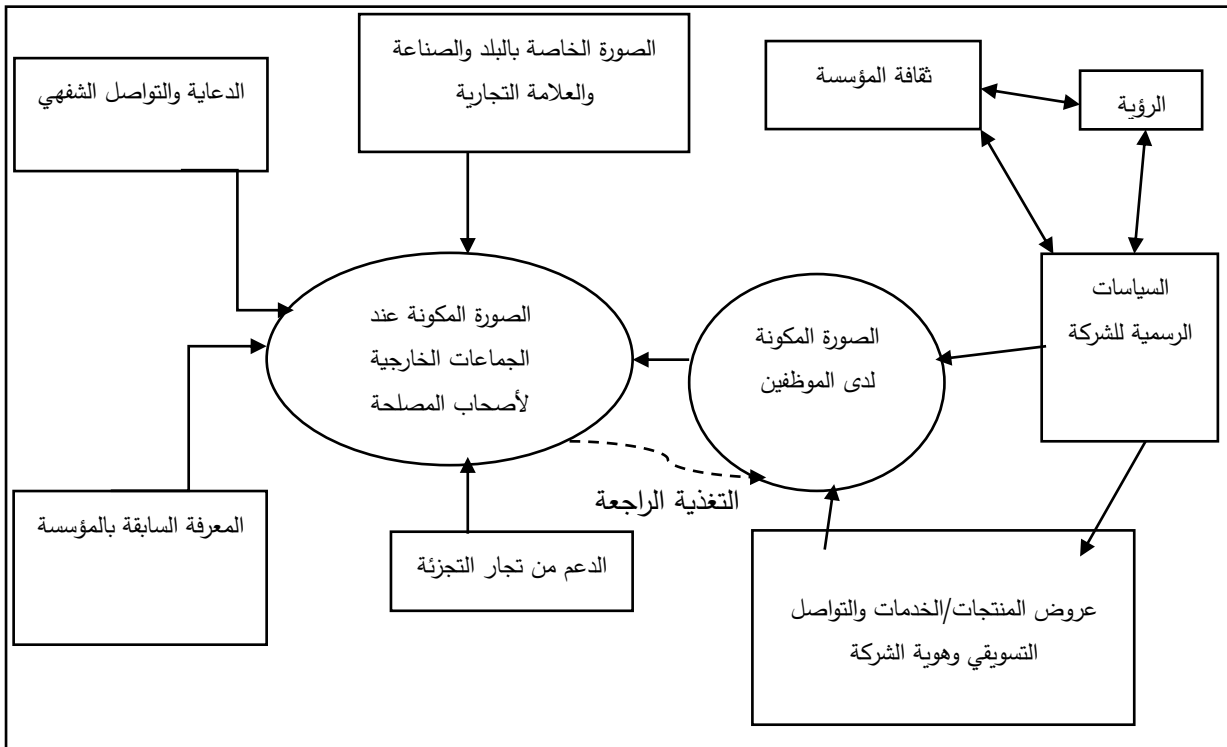 ثقافة المؤسسة
الرؤية
الصورة الخاصة بالبلد والصناعة
والعلامة التجارية
الدعاية والتواصل الشفهي
السياسات
الرسمية للشركة
الصورة المكونة
لدى الموظفين
الصورة المكونة عند
الجماعات الخارجية
لأصحاب المصلحة
التغذية الراجعة
المعرفة السابقة بالمؤسسة
الدعم من تجار التجزئة
عروض المنتجات/الخدمات والتواصل
التسويقي وهوية الشركة